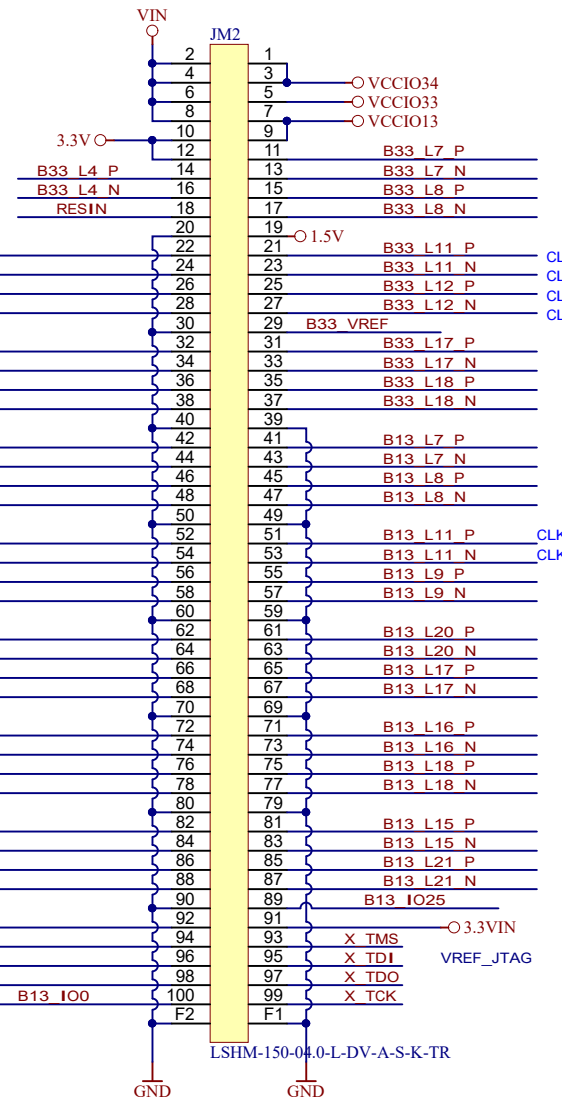 VIN
JM2
2 1
4 3 VCCIO34
6 5 VCCIO33
8 7 VCCIO13
3.3V 10 9
12 11 B33_L7_P
B33_L4_P 14 13 B33_L7_N
B33_L4_N 16 15 B33_L8_P
RESIN 18 17 B33_L8_N
20 19 1.5V
22 21 B33_L11_P CL
24 23 B33_L11_N CL
26 25 B33_L12_P CL
28 27 B33_L12_N CL
30 29 B33_VREF
32 31 B33_L17_P
34 33 B33_L17_N
36 35 B33_L18_P
38 37 B33_L18_N
40 39
42 41 B13_L7_P
44 43 B13_L7_N
46 45 B13_L8_P
48 47 B13_L8_N
50 49
52 51 B13_L11_P CLK
54 53 B13_L11_N CLK
56 55 B13_L9_P
58 57 B13_L9_N
60 59
62 61 B13_L20_P
64 63 B13_L20_N
66 65 B13_L17_P
68 67 B13_L17_N
70 69
72 71 B13_L16_P
74 73 B13_L16_N
76 75 B13_L18_P
78 77 B13_L18_N
80 79
82 81 B13_L15_P
84 83 B13_L15_N
86 85 B13_L21_P
88 87 B13_L21_N
90 89 B13_IO25
92 91 3.3VIN
94 93 X_TMS
96 95 X_TDI VREF_JTAG
98 97 X_TDO
B13_IO0 100 99 X_TCK
F2 F1
LSHM-150-04.0-L-DV-A-S-K-TR
GND GND